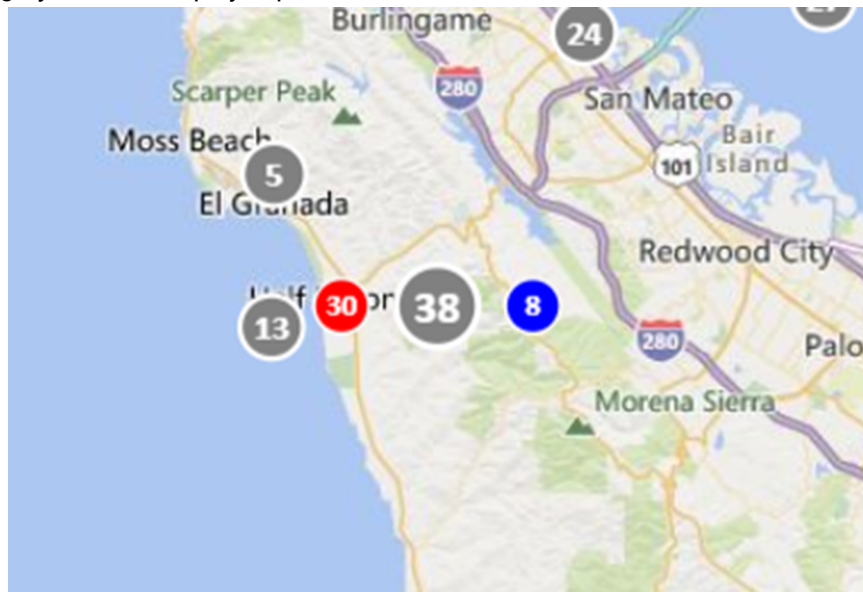 Burlingame
24
280
Scarper Peak
San Mateo
Moss Beach
Bair
Island
101
5
El Granada
Redwood City
30
38
8
13
280
Palo
Morena Sierra